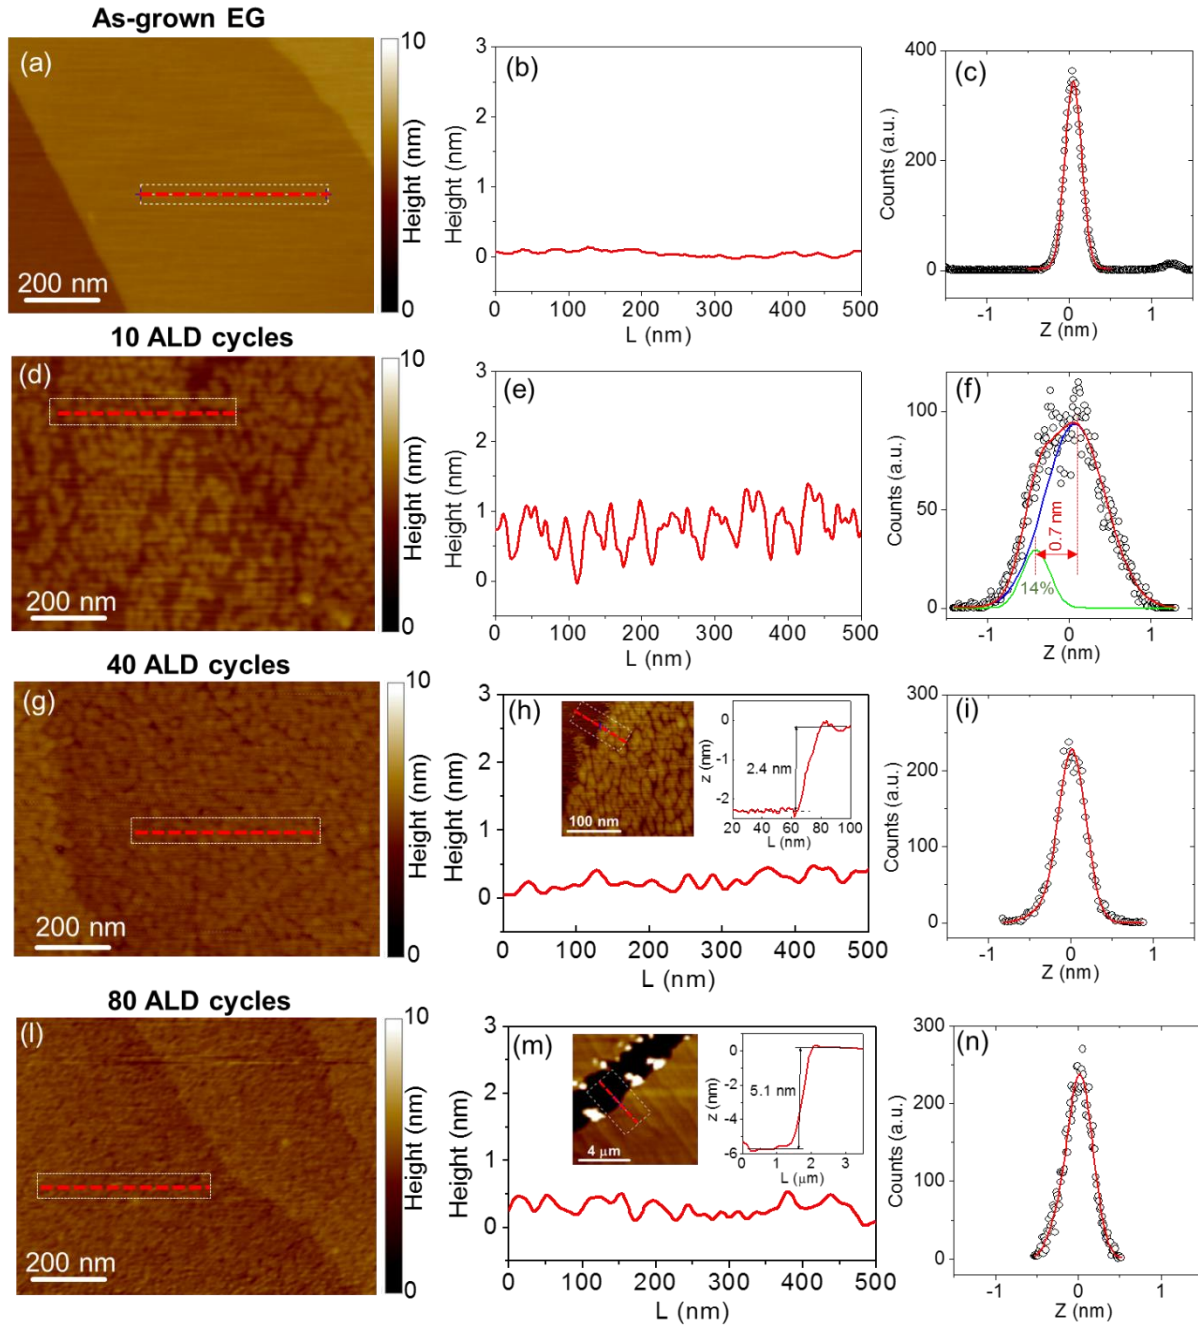 As-grown EG
(a)
200 nm
10
Height (nm)
0
(b)
3
2
1
0
Height (nm)
0 100 200 300 400 500
L (nm)
(c)
400
200
0
Counts (a.u.)
-1 0 1
Z (nm)
10 ALD cycles
(d)
200 nm
10
Height (nm)
0
(e)
3
2
1
0
Height (nm)
0 100 200 300 400 500
L (nm)
(f)
100
50
0
Counts (a.u.)
0.7 nm
14%
-1 0 1
Z (nm)
40 ALD cycles
(g)
200 nm
10
Height (nm)
0
(h)
3
2
1
0
Height (nm)
100 nm
0
-1
-2
z (nm)
2.4 nm
20 40 60 80 100
L (nm)
0 100 200 300 400 500
L (nm)
(i)
300
200
100
0
Counts (a.u.)
-1 0 1
Z (nm)
80 ALD cycles
(l)
200 nm
10
Height (nm)
0
(m)
3
2
1
0
Height (nm)
4 μm
0
-2
-4
-6
z (nm)
5.1 nm
0 1 2 3
L (μm)
0 100 200 300 400 500
L (nm)
(n)
300
200
100
0
Counts (a.u.)
-1 0 1
Z (nm)